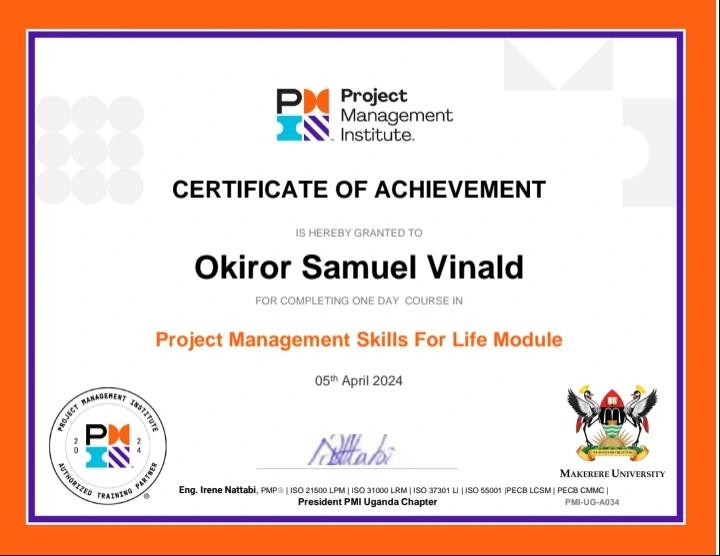 Project
Management
Institute.
CERTIFICATE OF ACHIEVEMENT
IS HEREBY GRANTED TO
Okiror Samuel Vinald
FOR COMPLETING ONE DAY COURSE IN
Project Management Skills For Life Module
05th April 2024
PROJECT MANAGEMENT INSTITUTE
20 24
AUTHORIZED TRAINING PARTNER
®
Nattabi
MAKERERE UNIVERSITY
Eng. Irene Nattabi, PMP® | ISO 21500 LPM | ISO 31000 LRM | ISO 37301 LI | ISO 55001 |PECB LCSM | PECB CMMC |
President PMI Uganda Chapter
PMI-UG-A034